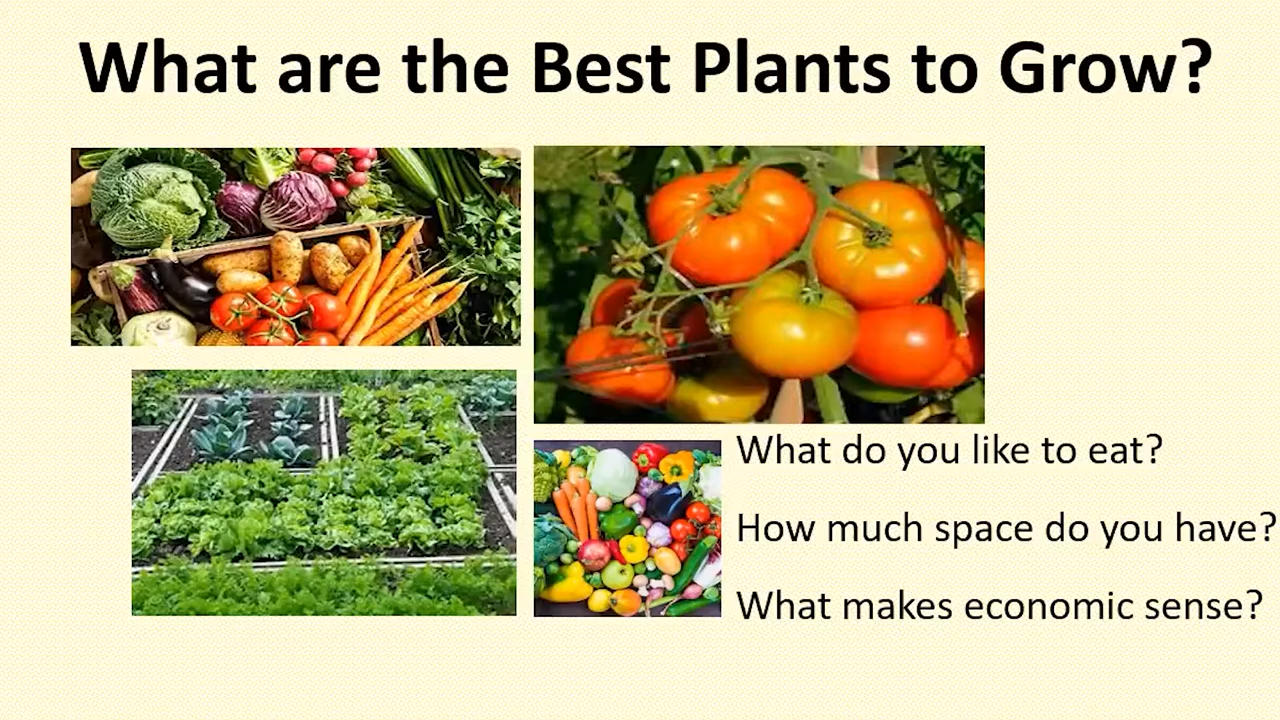 What are the Best Plants to Grow?
What do you like to eat?
How much space do you have?
What makes economic sense?